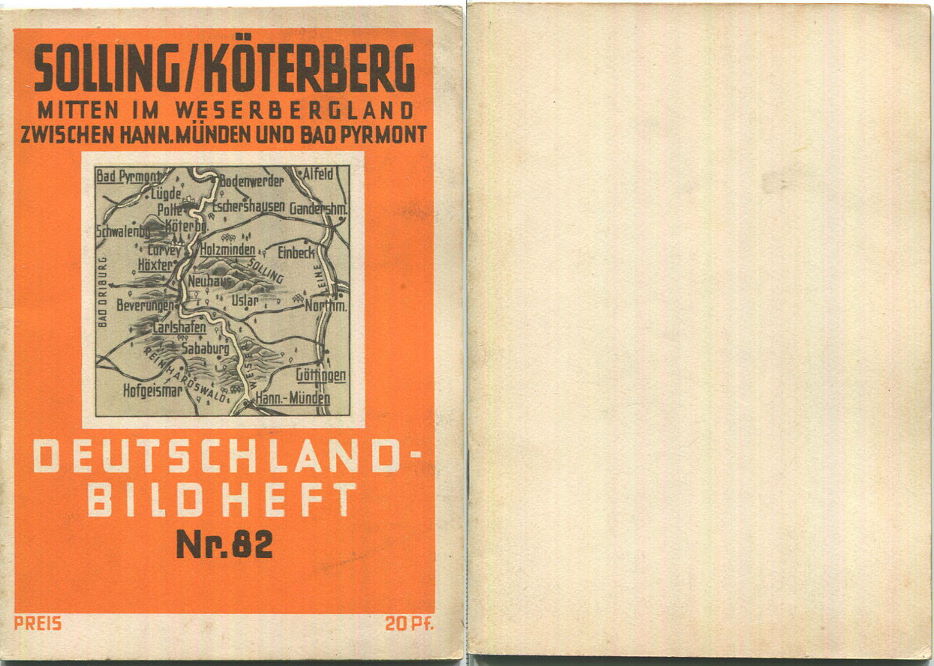 SOLLING/KÖTERBERG
MITTEN IM WESERBERGLAND
ZWISCHEN HANN. MÜNDEN UND BAD PYRMONT
Bad Pyrmont
Bodenwerder
Alfeld
Lügde
Polle
Eschershausen
Gandershm.
Schwalenbg.
Köterbg.
Corvey
Holzminden
Einbeck
Höxter
SOLLING
BAD DRIBURG
Neuhaus
LEINE
Beverungen
Uslar
Northm.
Carlshafen
Sababurg
REINHARDSWALD
WESER
Göttingen
Hofgeismar
Hann.-Münden
DEUTSCHLAND-
BILDHEFT
Nr. 82
PREIS 20 Pf.